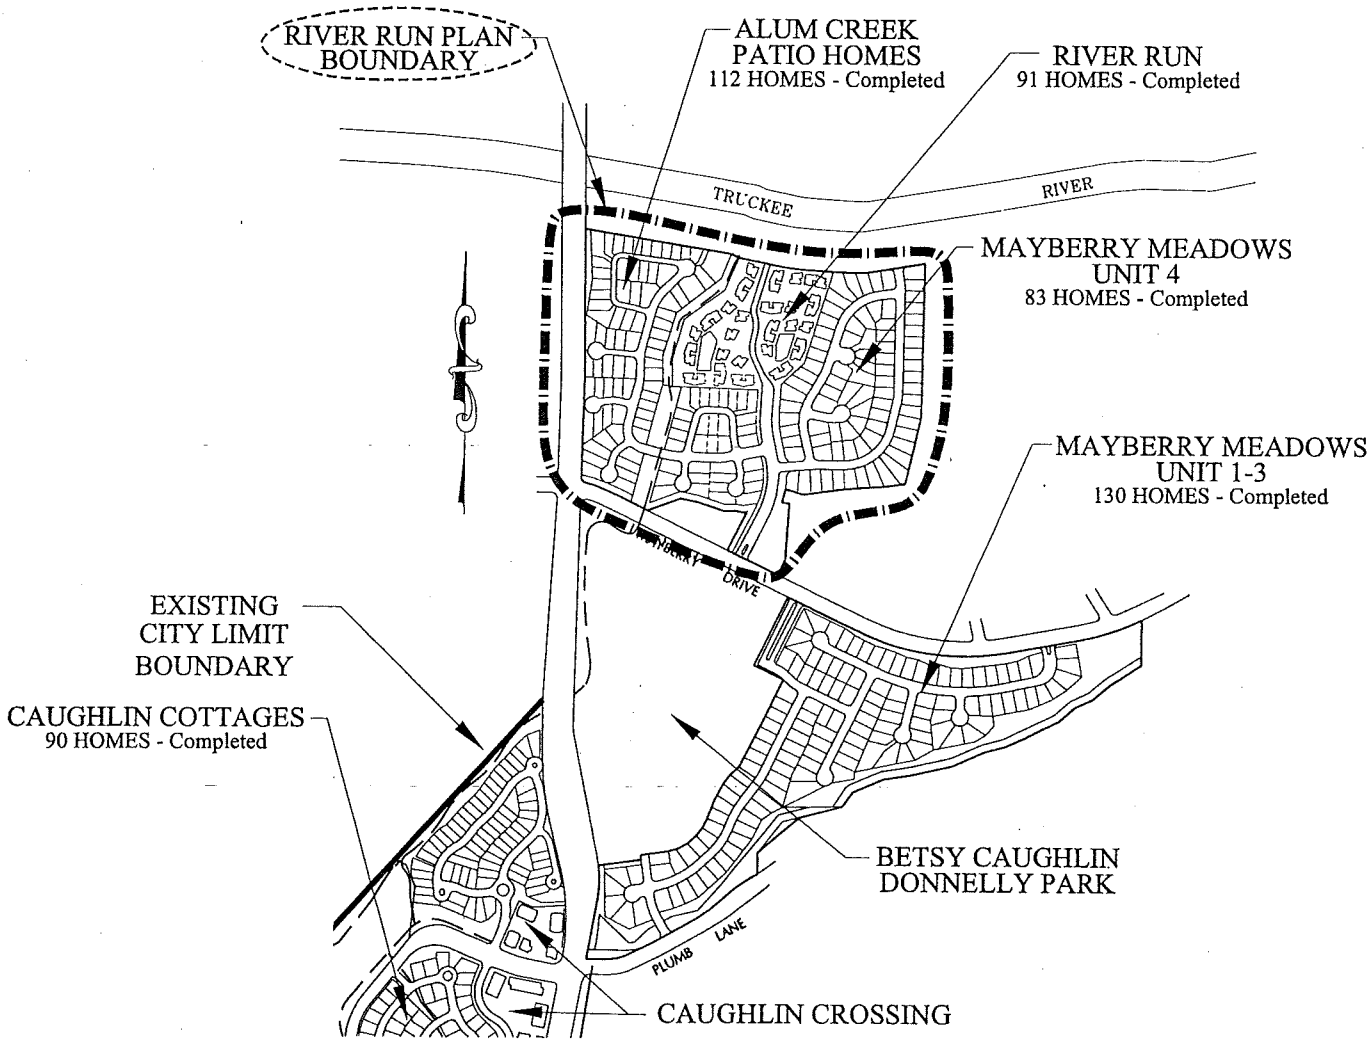 RIVER RUN PLAN
BOUNDARY
ALUM CREEK
PATIO HOMES
112 HOMES - Completed
RIVER RUN
91 HOMES - Completed
TRUCKEE
RIVER
MAYBERRY MEADOWS
UNIT 4
83 HOMES - Completed
MAYBERRY MEADOWS
UNIT 1-3
130 HOMES - Completed
MAYBERRY DRIVE
EXISTING
CITY LIMIT
BOUNDARY
CAUGHLIN COTTAGES
90 HOMES - Completed
BETSY CAUGHLIN
DONNELLY PARK
PLUMB LANE
CAUGHLIN CROSSING